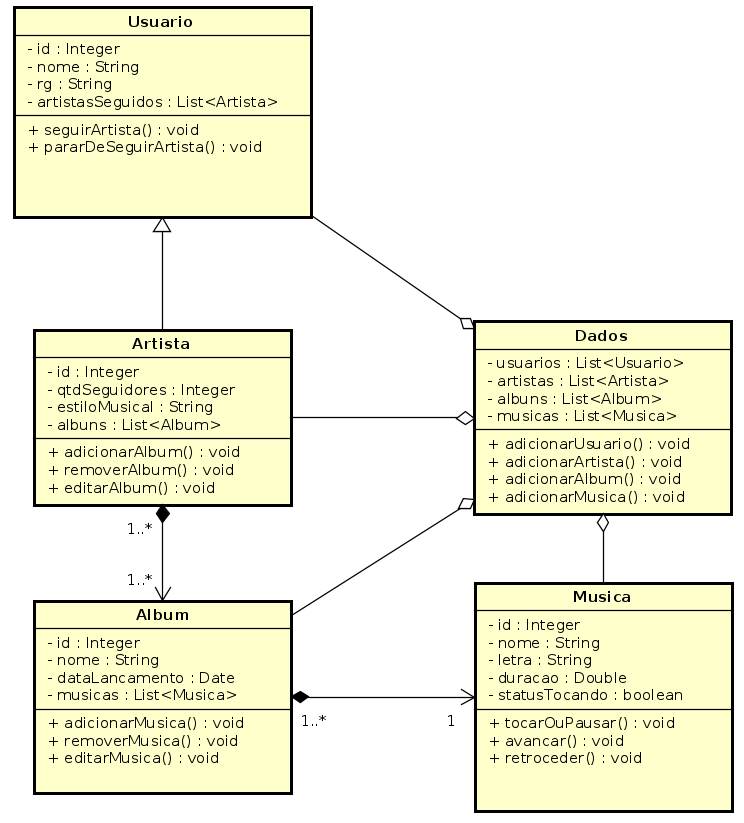 Usuario
- id : Integer
- nome : String
- rg : String
- artistasSeguidos : List<Artista>
+ seguirArtista() : void
+ pararDeSeguirArtista() : void
Artista
- id : Integer
- qtdSeguidores : Integer
- estiloMusical : String
- albuns : List<Album>
+ adicionarAlbum() : void
+ removerAlbum() : void
+ editarAlbum() : void
Dados
- usuarios : List<Usuario>
- artistas : List<Artista>
- albuns : List<Album>
- musicas : List<Musica>
+ adicionarUsuario() : void
+ adicionarArtista() : void
+ adicionarAlbum() : void
+ adicionarMusica() : void
1..*
1..*
Album
- id : Integer
- nome : String
- dataLancamento : Date
- musicas : List<Musica>
+ adicionarMusica() : void
+ removerMusica() : void
+ editarMusica() : void
1..*
1
Musica
- id : Integer
- nome : String
- letra : String
- duracao : Double
- statusTocando : boolean
+ tocarOuPausar() : void
+ avancar() : void
+ retroceder() : void